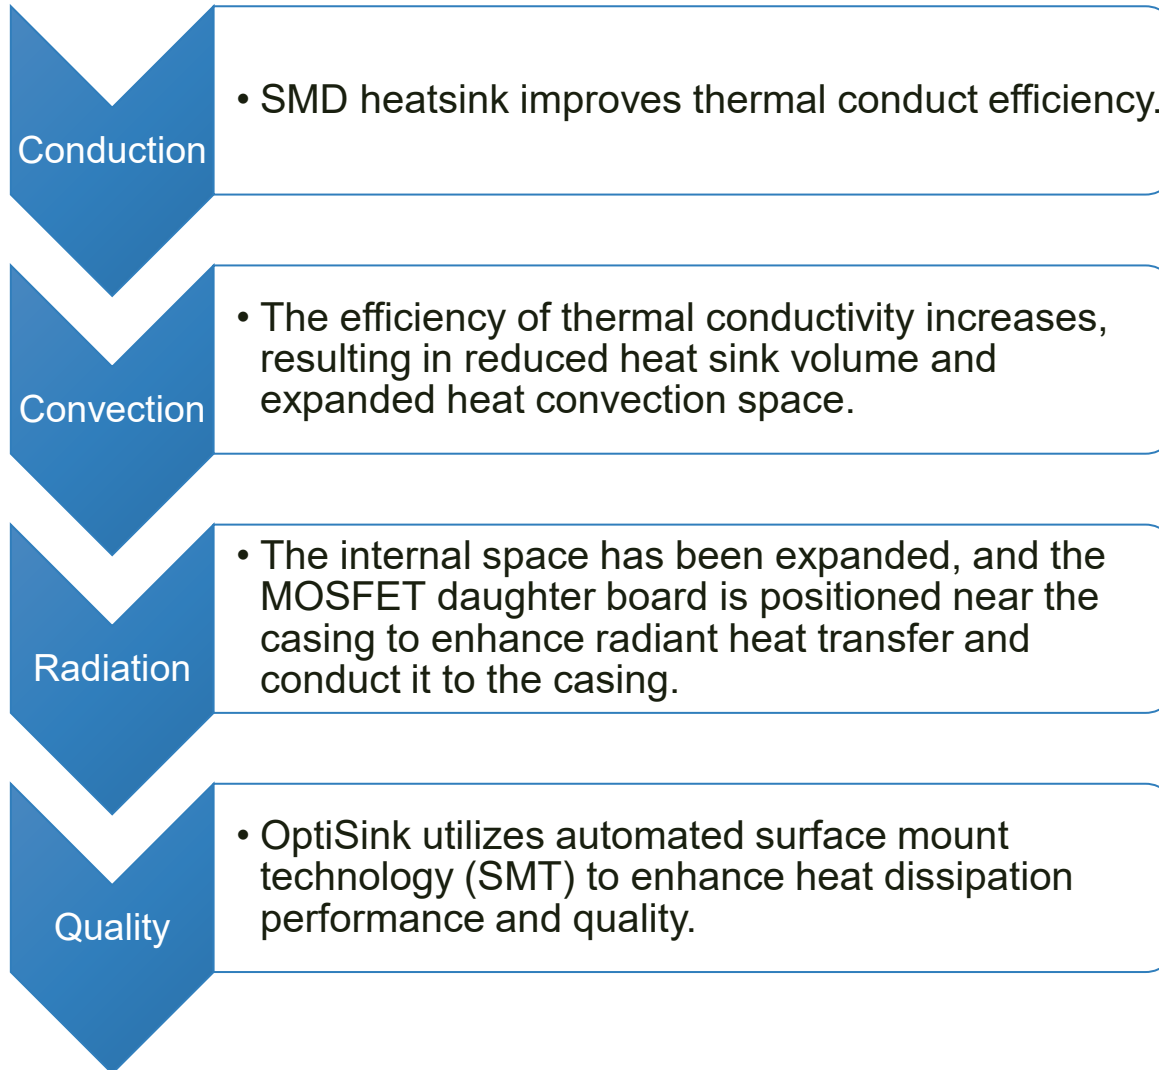 Conduction
• SMD heatsink improves thermal conduct efficiency.
Convection
• The efficiency of thermal conductivity increases,
resulting in reduced heat sink volume and
expanded heat convection space.
Radiation
• The internal space has been expanded, and the
MOSFET daughter board is positioned near the
casing to enhance radiant heat transfer and
conduct it to the casing.
Quality
• OptiSink utilizes automated surface mount
technology (SMT) to enhance heat dissipation
performance and quality.